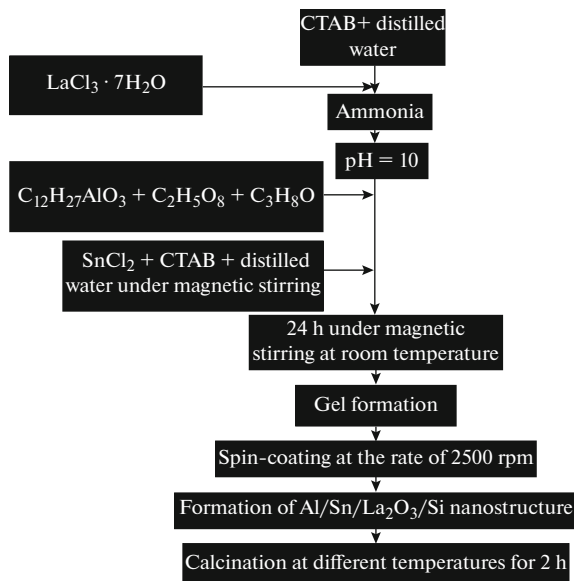 CTAB+ distilled
water
LaCl₃ · 7H₂O
Ammonia
pH = 10
C₁₂H₂₇AlO₃ + C₂H₅O₈ + C₃H₈O
SnCl₂ + CTAB + distilled
water under magnetic stirring
24 h under magnetic
stirring at room temperature
Gel formation
Spin-coating at the rate of 2500 rpm
Formation of Al/Sn/La₂O₃/Si nanostructure
Calcination at different temperatures for 2 h